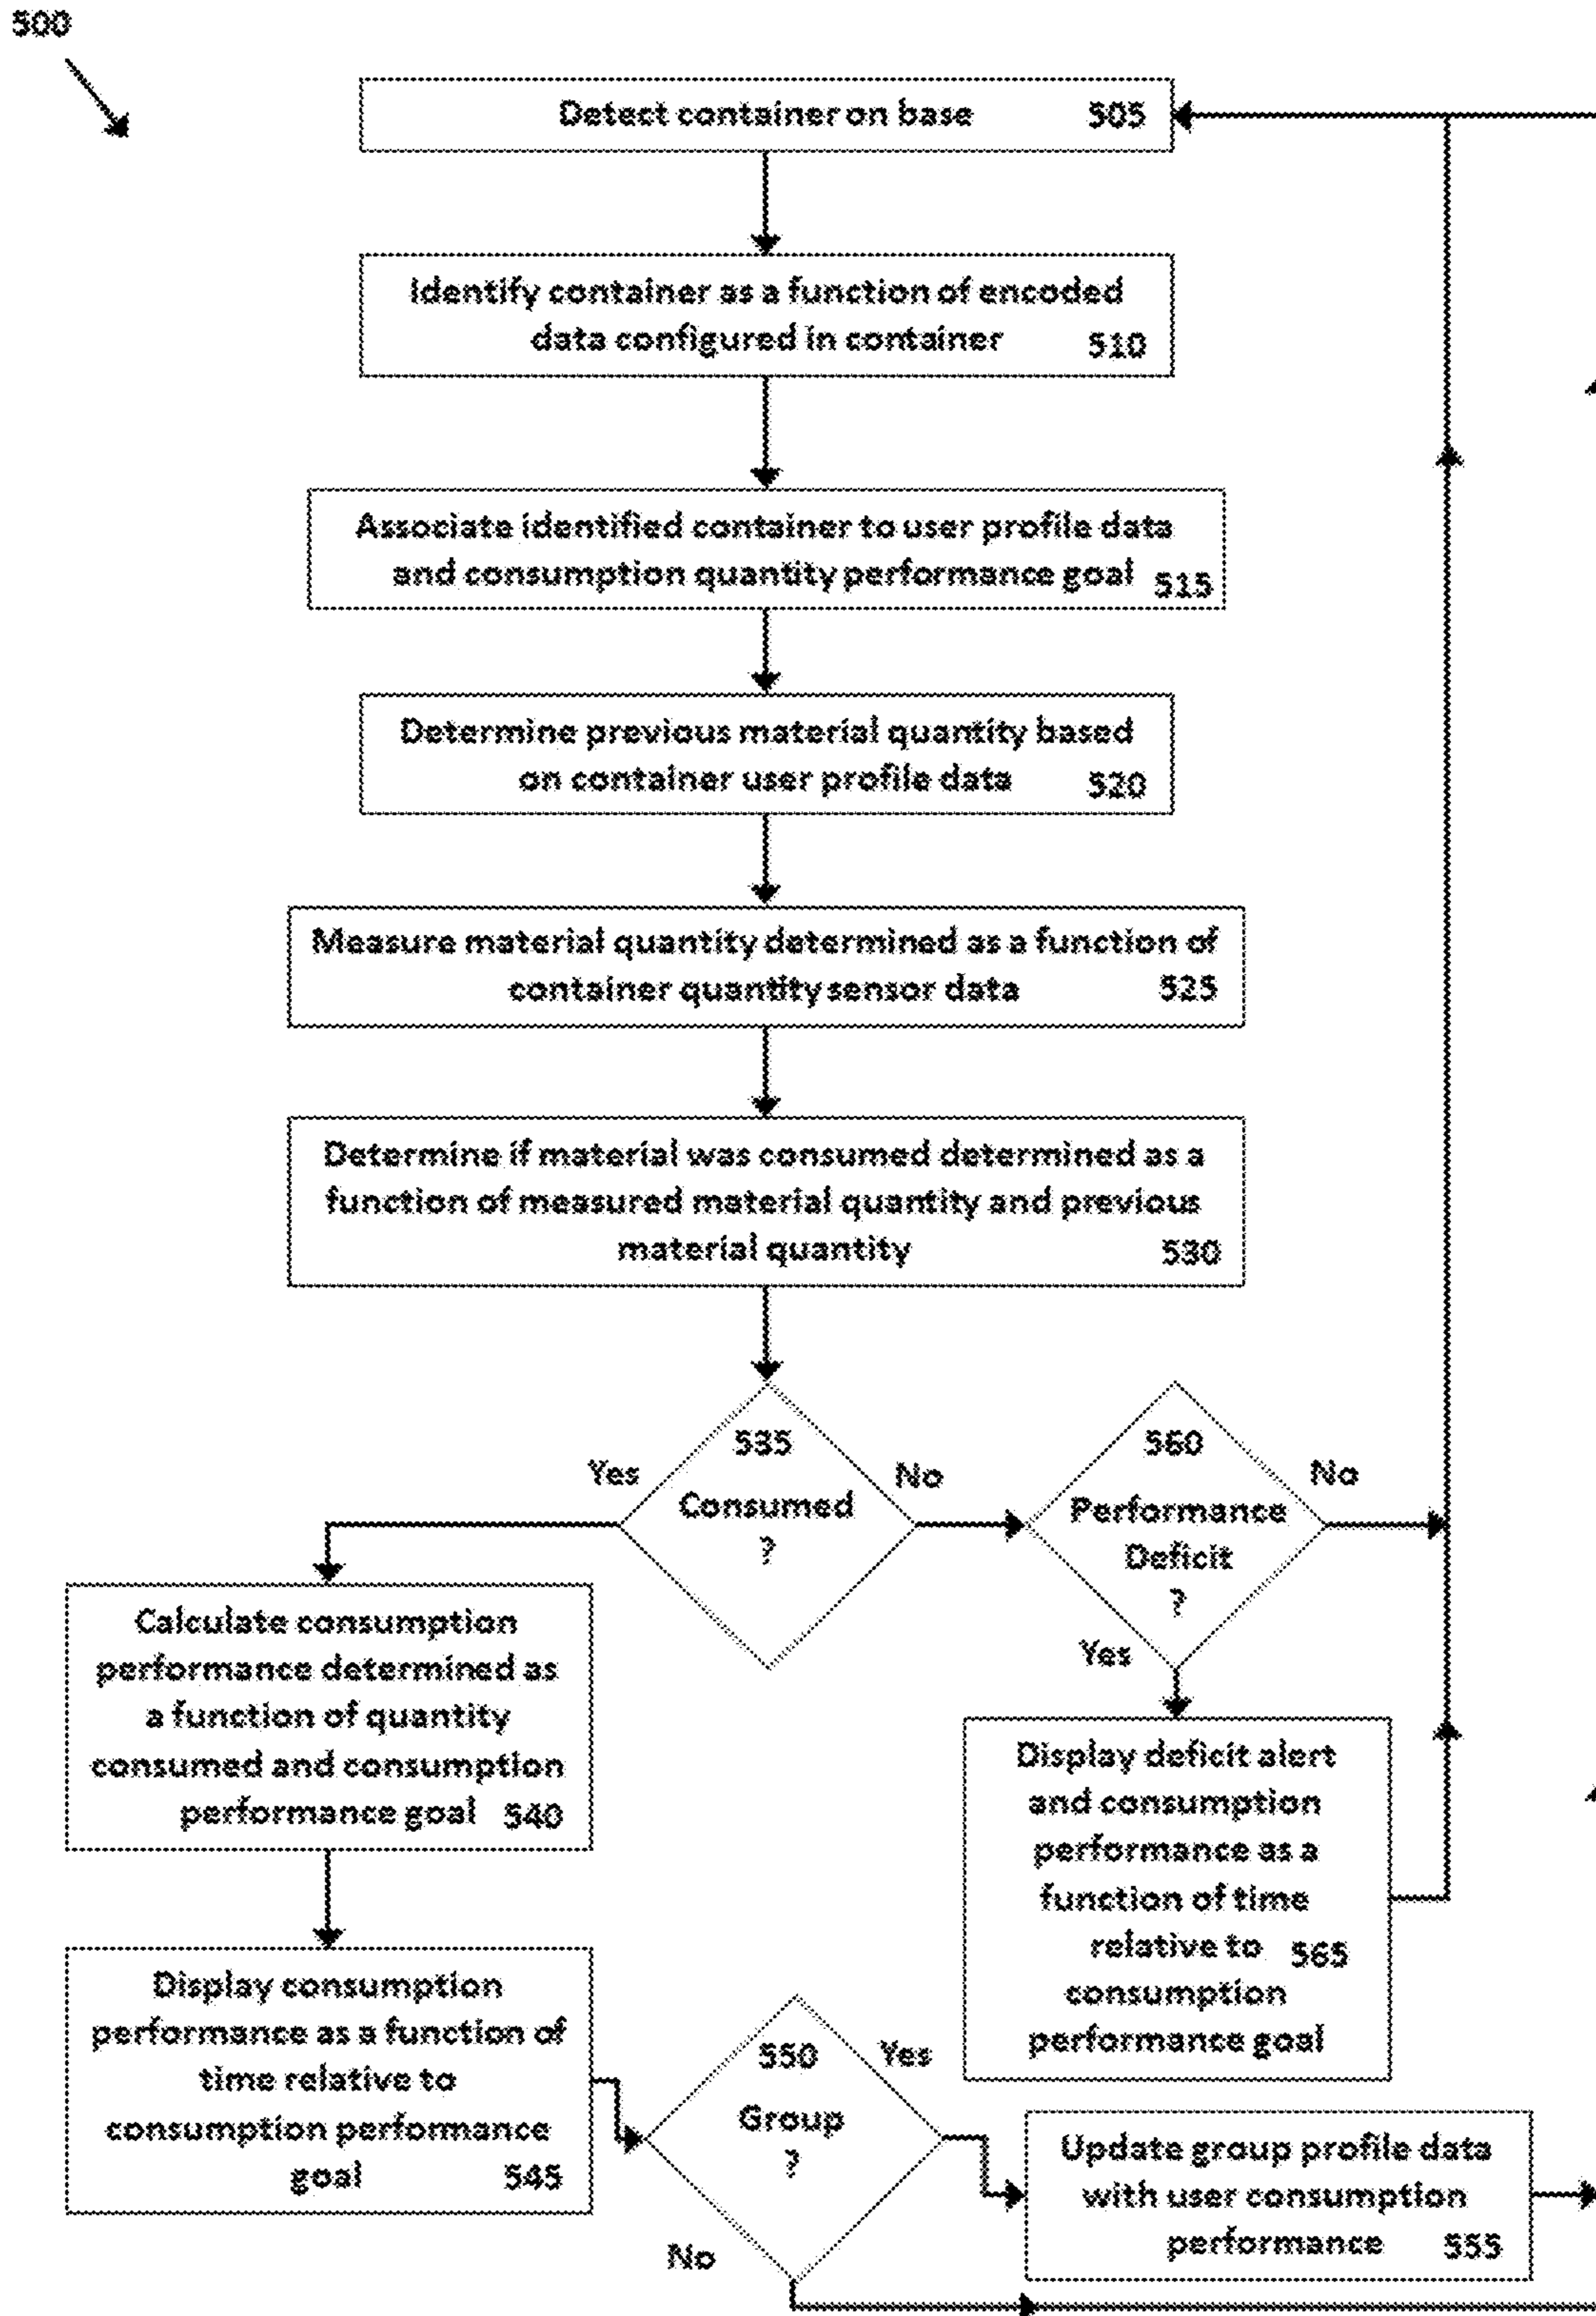 500
Detect container on base 505
Identify container as a function of encoded
data configured in container 510
Associate identified container to user profile data
and consumption quantity performance goal 515
Determine previous material quantity based
on container user profile data 520
Measure material quantity determined as a function of
container quantity sensor data 525
Determine if material was consumed determined as a
function of measured material quantity and previous
material quantity 530
535
Yes
No
Consumed
?
560
No
Performance
Deficit
?
Yes
Calculate consumption
performance determined as
a function of quantity
consumed and consumption
performance goal 540
Display deficit alert
and consumption
performance as a
function of time
relative to 565
consumption
performance goal
Display consumption
performance as a function of
time relative to
consumption performance
goal 545
550
Yes
Group
?
No
Update group profile data
with user consumption
performance 555